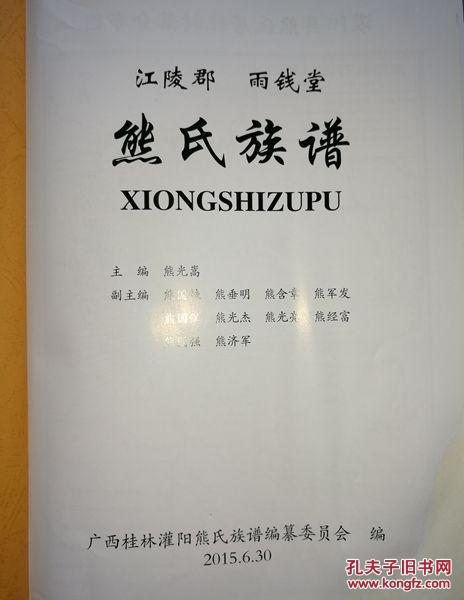 江陵郡 雨钱堂
熊氏族谱
XIONGSHIZUPU
主 编 熊光嵩
副主编 熊垂明 熊含章 熊军发
熊光杰 熊光亮 熊经富
熊济军
广西桂林灌阳熊氏族谱编纂委员会 编
2015.6.30
孔夫子旧书网
www.kongfz.com